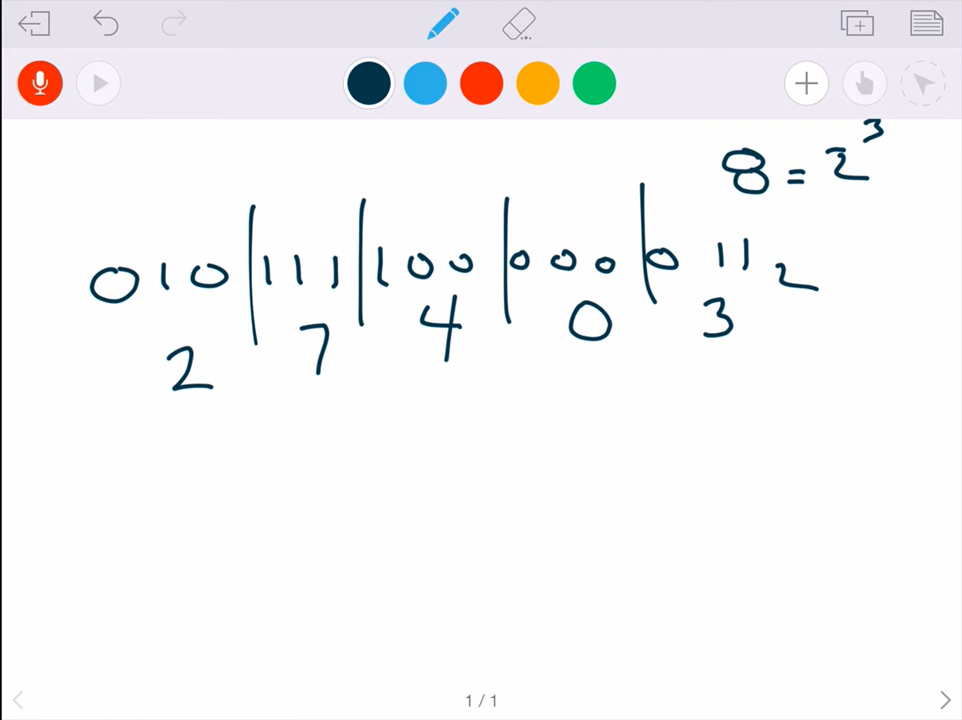 8 = 2³
010|111|100|000|011₂
2 7 4 0 3
1 / 1